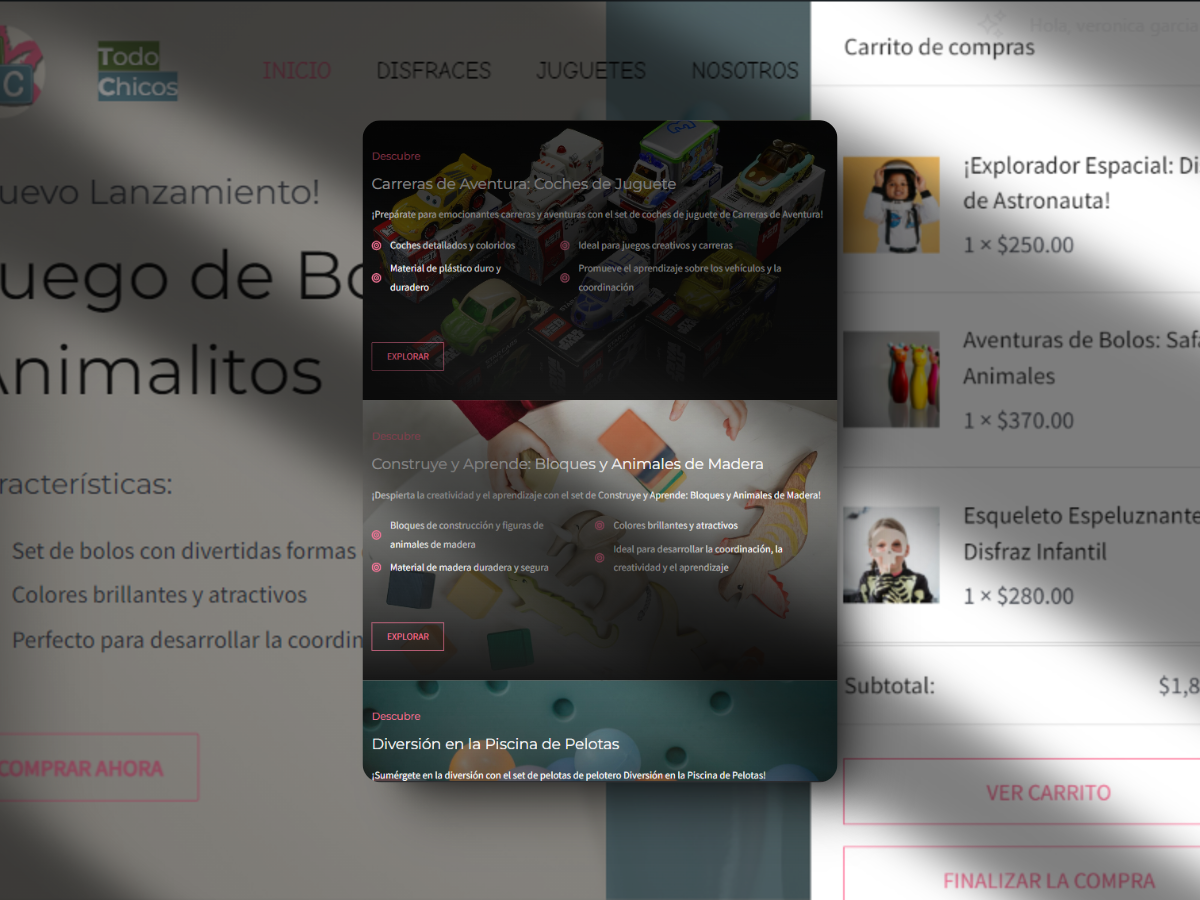 C
Todo
Chicos
INICIO
DISFRACES
JUGUETES
NOSOTROS
uevo Lanzamiento!
uego de Bo
Animalitos
racterísticas:
Set de bolos con divertidas formas
Colores brillantes y atractivos
Perfecto para desarrollar la coordin
COMPRAR AHORA
Descubre
Carreras de Aventura: Coches de Juguete
¡Prepárate para emocionantes carreras y aventuras con el set de coches de juguete de Carreras de Aventura!
Coches detallados y coloridos
Ideal para juegos creativos y carreras
Material de plástico duro y
duradero
Promueve el aprendizaje sobre los vehículos y la
coordinación
EXPLORAR
Descubre
Construye y Aprende: Bloques y Animales de Madera
¡Despierta la creatividad y el aprendizaje con el set de Construye y Aprende: Bloques y Animales de Madera!
Bloques de construcción y figuras de
animales de madera
Colores brillantes y atractivos
Material de madera duradera y segura
Ideal para desarrollar la coordinación, la
creatividad y el aprendizaje
EXPLORAR
Descubre
Diversión en la Piscina de Pelotas
¡Sumérgete en la diversión con el set de pelotas de pelotero Diversión en la Piscina de Pelotas!
Hola, veronica garcia
Carrito de compras
¡Explorador Espacial: Di
de Astronauta!
1 × $250.00
Aventuras de Bolos: Safa
Animales
1 × $370.00
Esqueleto Espeluznante
Disfraz Infantil
1 × $280.00
Subtotal:
$1,8
VER CARRITO
FINALIZAR LA COMPRA